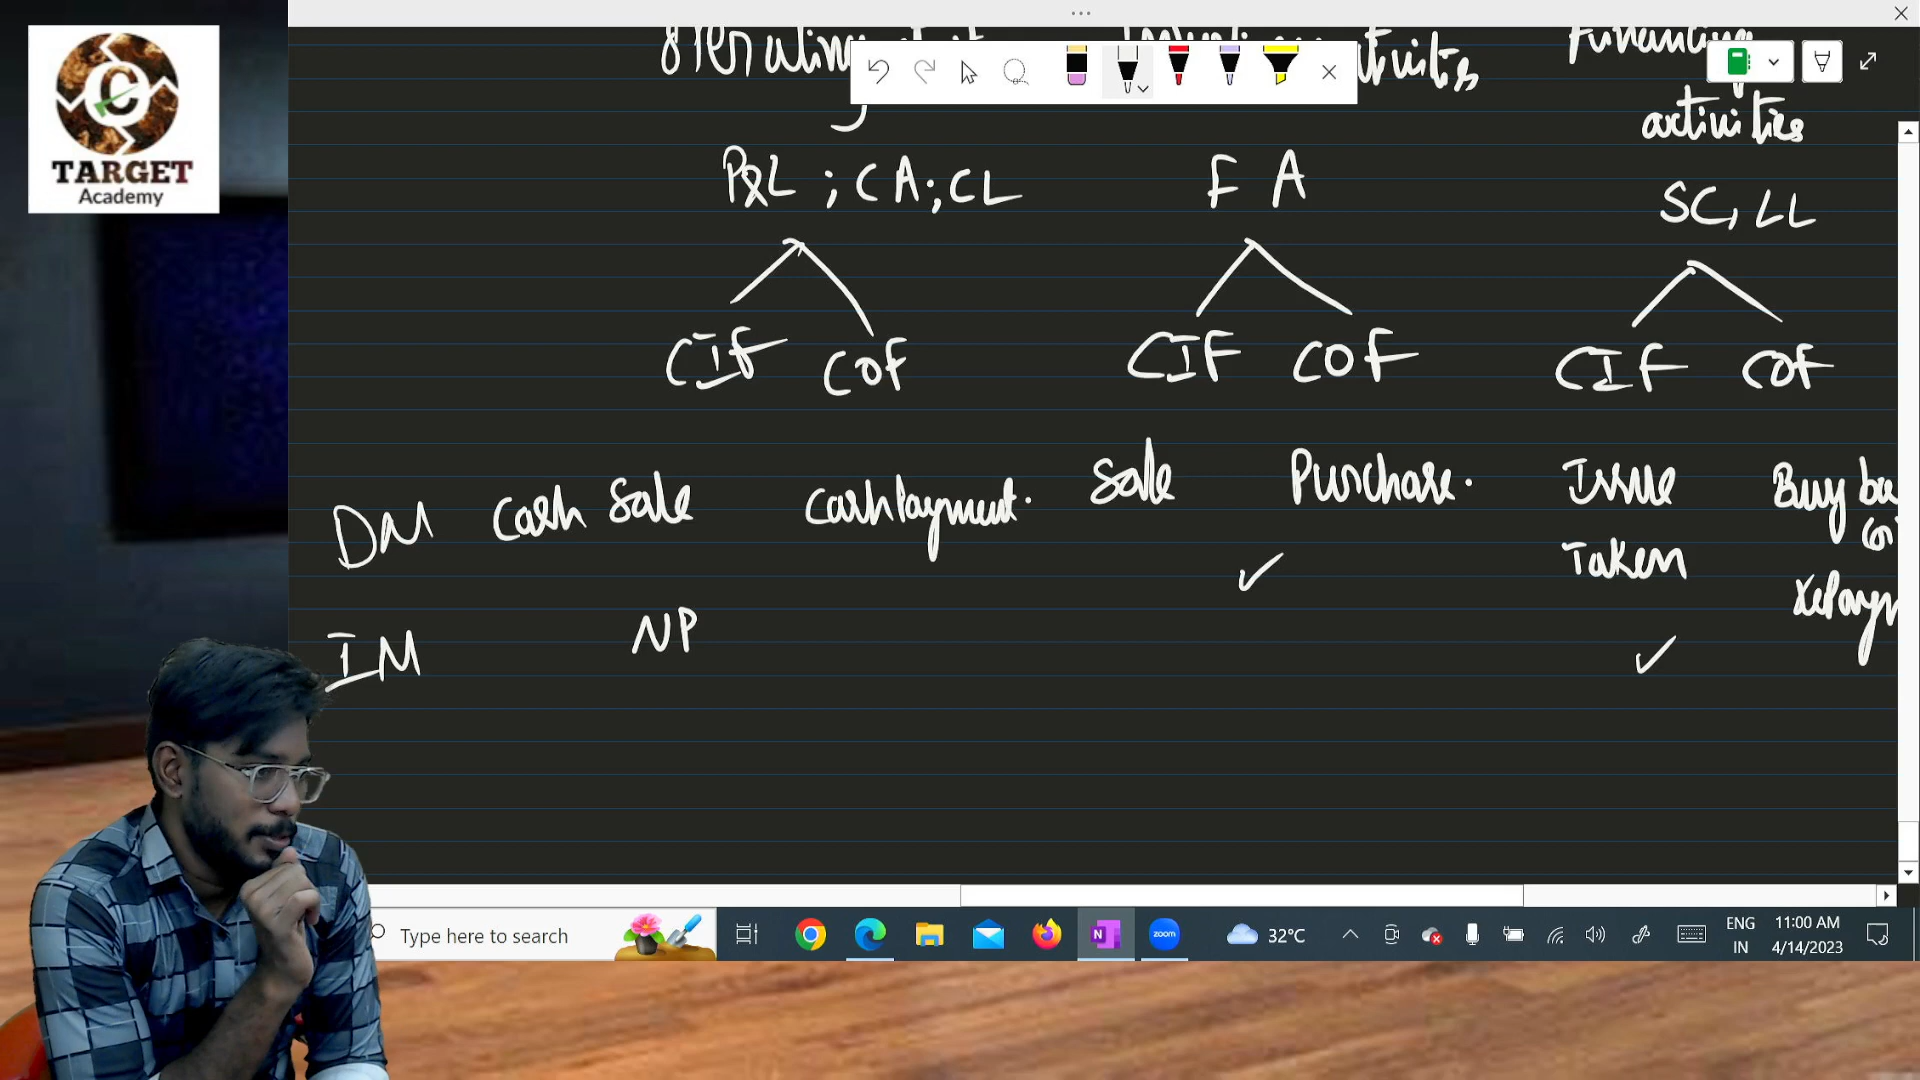 C
TARGET
Academy
activities
P&L ; CA; CL
F A
SC, LL
CIF COF
CIF COF
CIF COF
DM Cash Sale Cash Payment. Sale Purchase. Issue Buy
Taken
✓
IM NP
✓
Type here to search
N
zoom
32°C
ENG
IN
11:00 AM
4/14/2023